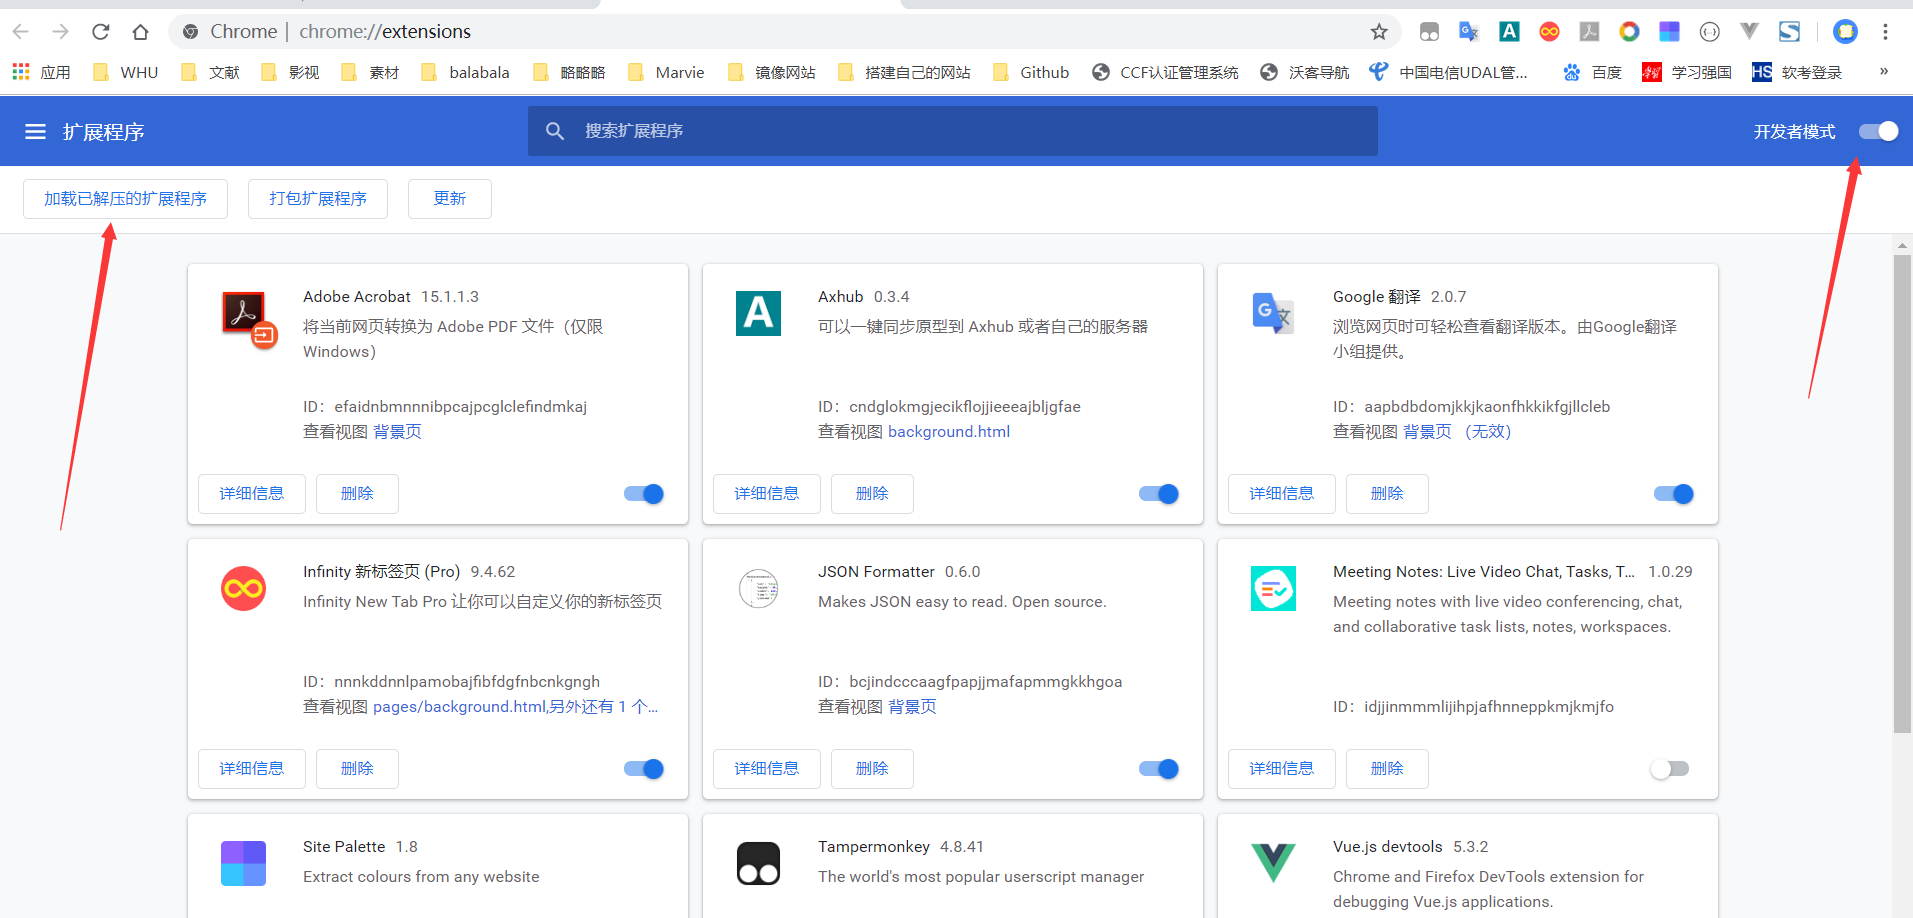 Chrome | chrome://extensions
应用 WHU 文献 影视 素材 balabala 略略略 Marvie 镜像网站 搭建自己的网站 Github CCF认证管理系统 沃客导航 中国电信UDAL管... 百度 学习强国 HS 软考登录 »
扩展程序 搜索扩展程序 开发者模式
加载已解压的扩展程序 打包扩展程序 更新
Adobe Acrobat 15.1.1.3
将当前网页转换为 Adobe PDF 文件（仅限
Windows）
ID：efaidnbmnnnibpcajpcglclefindmkaj
查看视图 背景页
详细信息 删除
Axhub 0.3.4
可以一键同步原型到 Axhub 或者自己的服务器
ID：cndglokmgjecikflojjieeeajbljgfae
查看视图 background.html
详细信息 删除
Google 翻译 2.0.7
浏览网页时可轻松查看翻译版本。由Google翻译
小组提供。
ID：aapbdbdomjkkjkaonfhkkikfgjllcleb
查看视图 背景页 （无效）
详细信息 删除
Infinity 新标签页 (Pro) 9.4.62
Infinity New Tab Pro 让你可以自定义你的新标签页
ID：nnnkddnnlpamobajfibfdgfnbcnkgngh
查看视图 pages/background.html,另外还有 1 个...
详细信息 删除
JSON Formatter 0.6.0
Makes JSON easy to read. Open source.
ID：bcjindcccaagfpapjjmafapmmgkkhgoa
查看视图 背景页
详细信息 删除
Meeting Notes: Live Video Chat, Tasks, T... 1.0.29
Meeting notes with live video conferencing, chat,
and collaborative task lists, notes, workspaces.
ID：idjjinmmmlijihpjafhnneppkmjkmjfo
详细信息 删除
Site Palette 1.8
Extract colours from any website
Tampermonkey 4.8.41
The world's most popular userscript manager
Vue.js devtools 5.3.2
Chrome and Firefox DevTools extension for
debugging Vue.js applications.